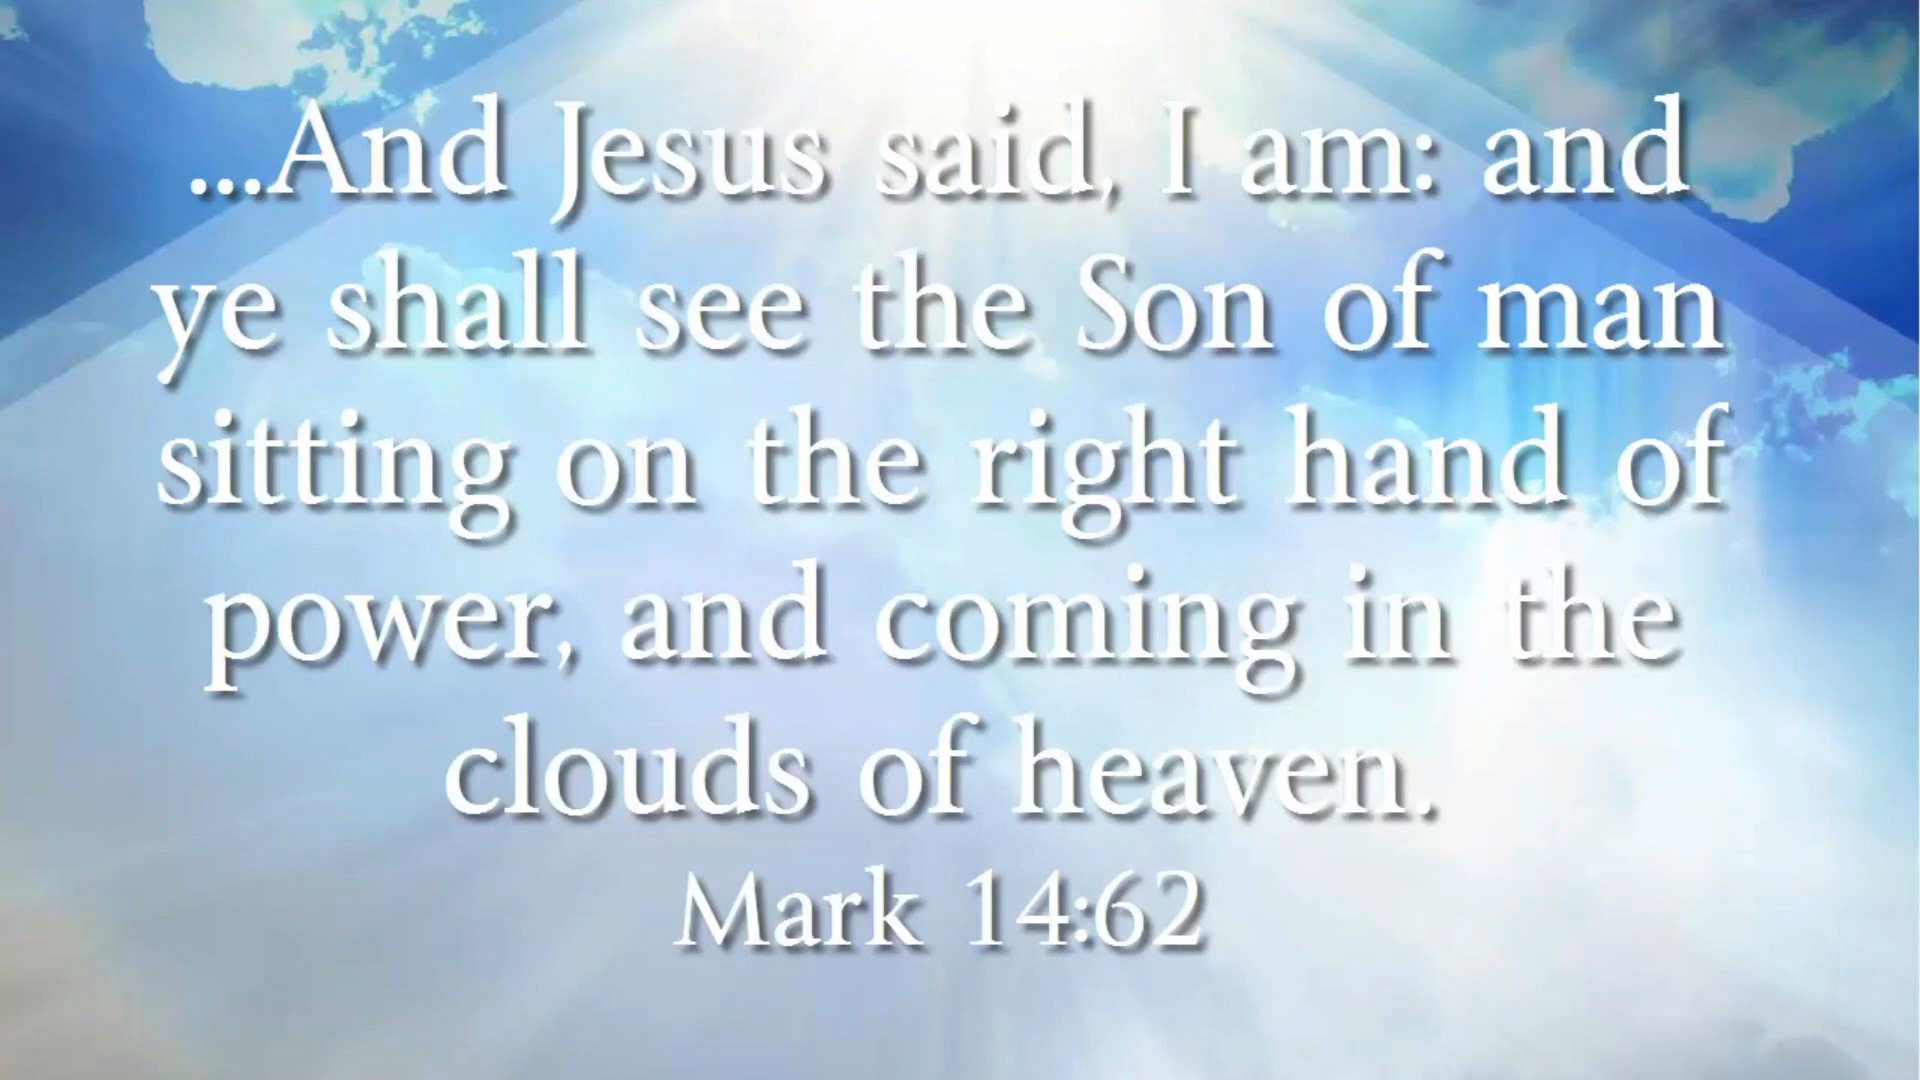 ...And Jesus said, I am: and
ye shall see the Son of man
sitting on the right hand of
power, and coming in the
clouds of heaven.
Mark 14:62